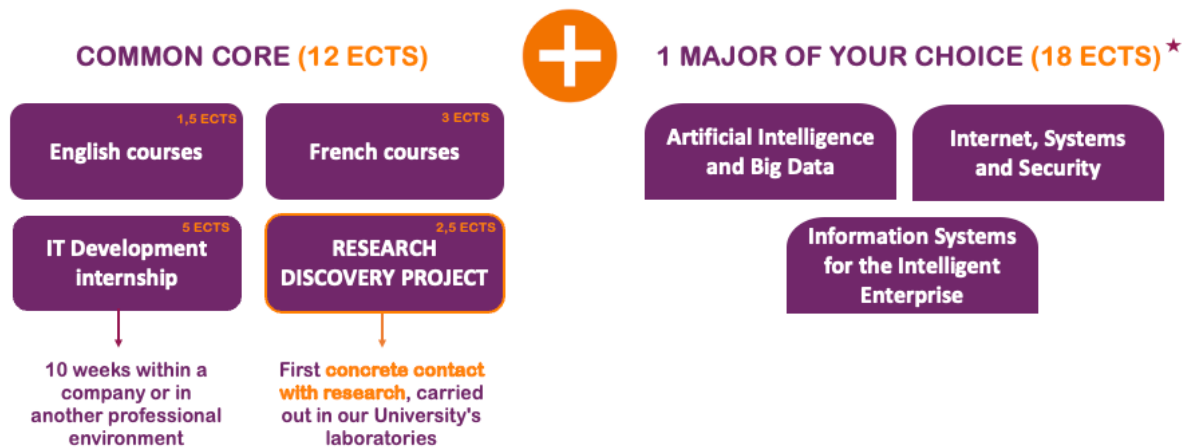 COMMON CORE (12 ECTS)
1 MAJOR OF YOUR CHOICE (18 ECTS)★
1,5 ECTS
English courses
3 ECTS
French courses
5 ECTS
IT Development
internship
2,5 ECTS
RESEARCH
DISCOVERY PROJECT
10 weeks within a
company or in
another professional
environment
First concrete contact
with research, carried
out in our University's
laboratories
Artificial Intelligence
and Big Data
Internet, Systems
and Security
Information Systems
for the Intelligent
Enterprise